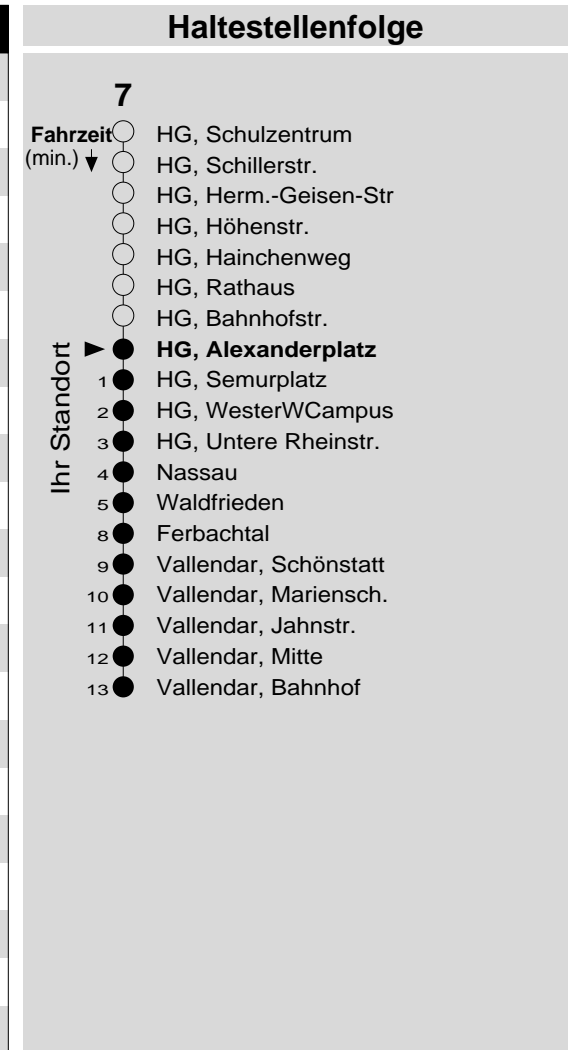 Haltestellenfolge
7
Fahrzeit HG, Schulzentrum
(min.) HG, Schillerstr.
HG, Herm.-Geisen-Str
HG, Höhenstr.
HG, Hainchenweg
HG, Rathaus
HG, Bahnhofstr.
Ihr Standort
HG, Alexanderplatz
1 HG, Semurplatz
2 HG, WesterWCampus
3 HG, Untere Rheinstr.
4 Nassau
5 Waldfrieden
8 Ferbachtal
9 Vallendar, Schönstatt
10 Vallendar, Mariensch.
11 Vallendar, Jahnstr.
12 Vallendar, Mitte
13 Vallendar, Bahnhof